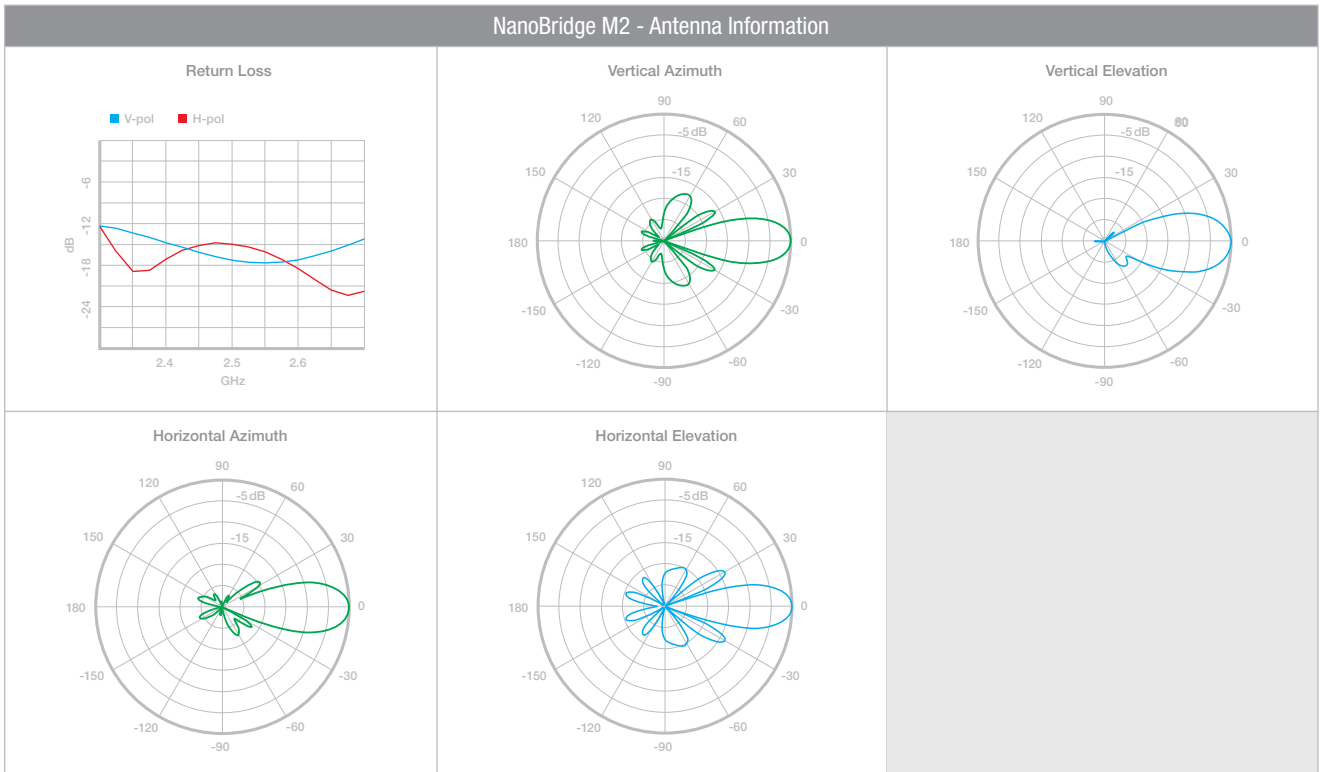 NanoBridge M2 - Antenna Information
Return Loss
V-pol H-pol
-6
-12
-18
-24
dB
2.4 2.5 2.6
GHz
Vertical Azimuth
90
120 60
-5 dB
150 -15 30
180 0
-150 -30
-120 -60
-90
Vertical Elevation
90
120
-5 dB
150 -15 30
180 0
-150 -30
-120 -60
-90
Horizontal Azimuth
90
120 60
-5 dB
150 -15 30
180 0
-150 -30
-120 -60
-90
Horizontal Elevation
90
120 60
-5 dB
150 -15 30
180 0
-150 -30
-120 -60
-90